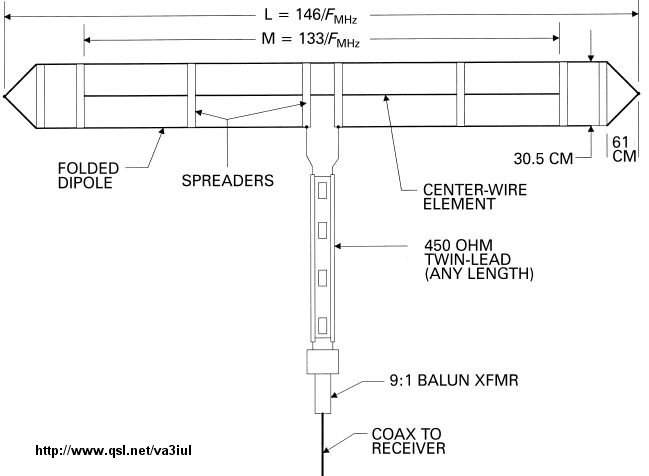 L = 146/FMHz
M = 133/FMHz
61
CM
30.5 CM
FOLDED
DIPOLE
SPREADERS
CENTER-WIRE
ELEMENT
450 OHM
TWIN-LEAD
(ANY LENGTH)
9:1 BALUN XFMR
COAX TO
RECEIVER
http://www.qsl.net/va3iul